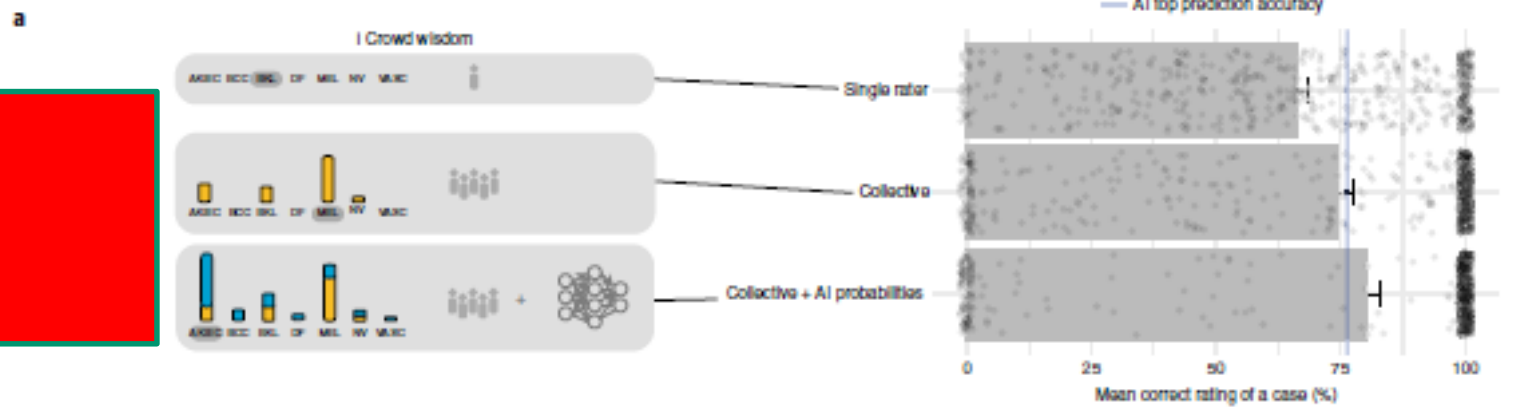 a
AI top prediction accuracy
i Crowd wisdom
AKIEC BCC BKL DF MEL NV VASC
Single rater
AKIEC BCC BKL DF MEL NV VASC
Collective
+
AKIEC BCC BKL DF MEL NV VASC
Collective + AI probabilities
0 25 50 75 100
Mean correct rating of a case (%)